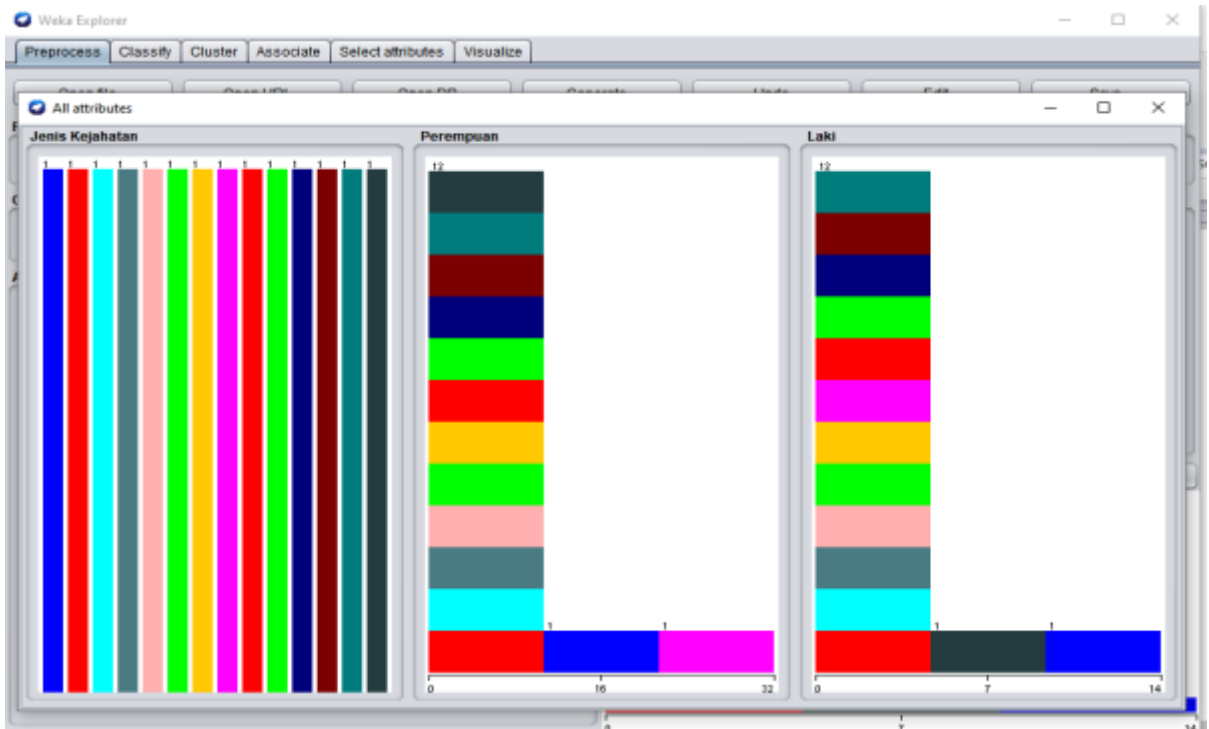 Weka Explorer
Preprocess Classify Cluster Associate Select attributes Visualize
All attributes
Jenis Kejahatan Perempuan Laki
1 1 1 1 1 1 1 1 1 1 1 1 1 1 12 12
1 1 1 1
0 16 32 0 7 14
7 14